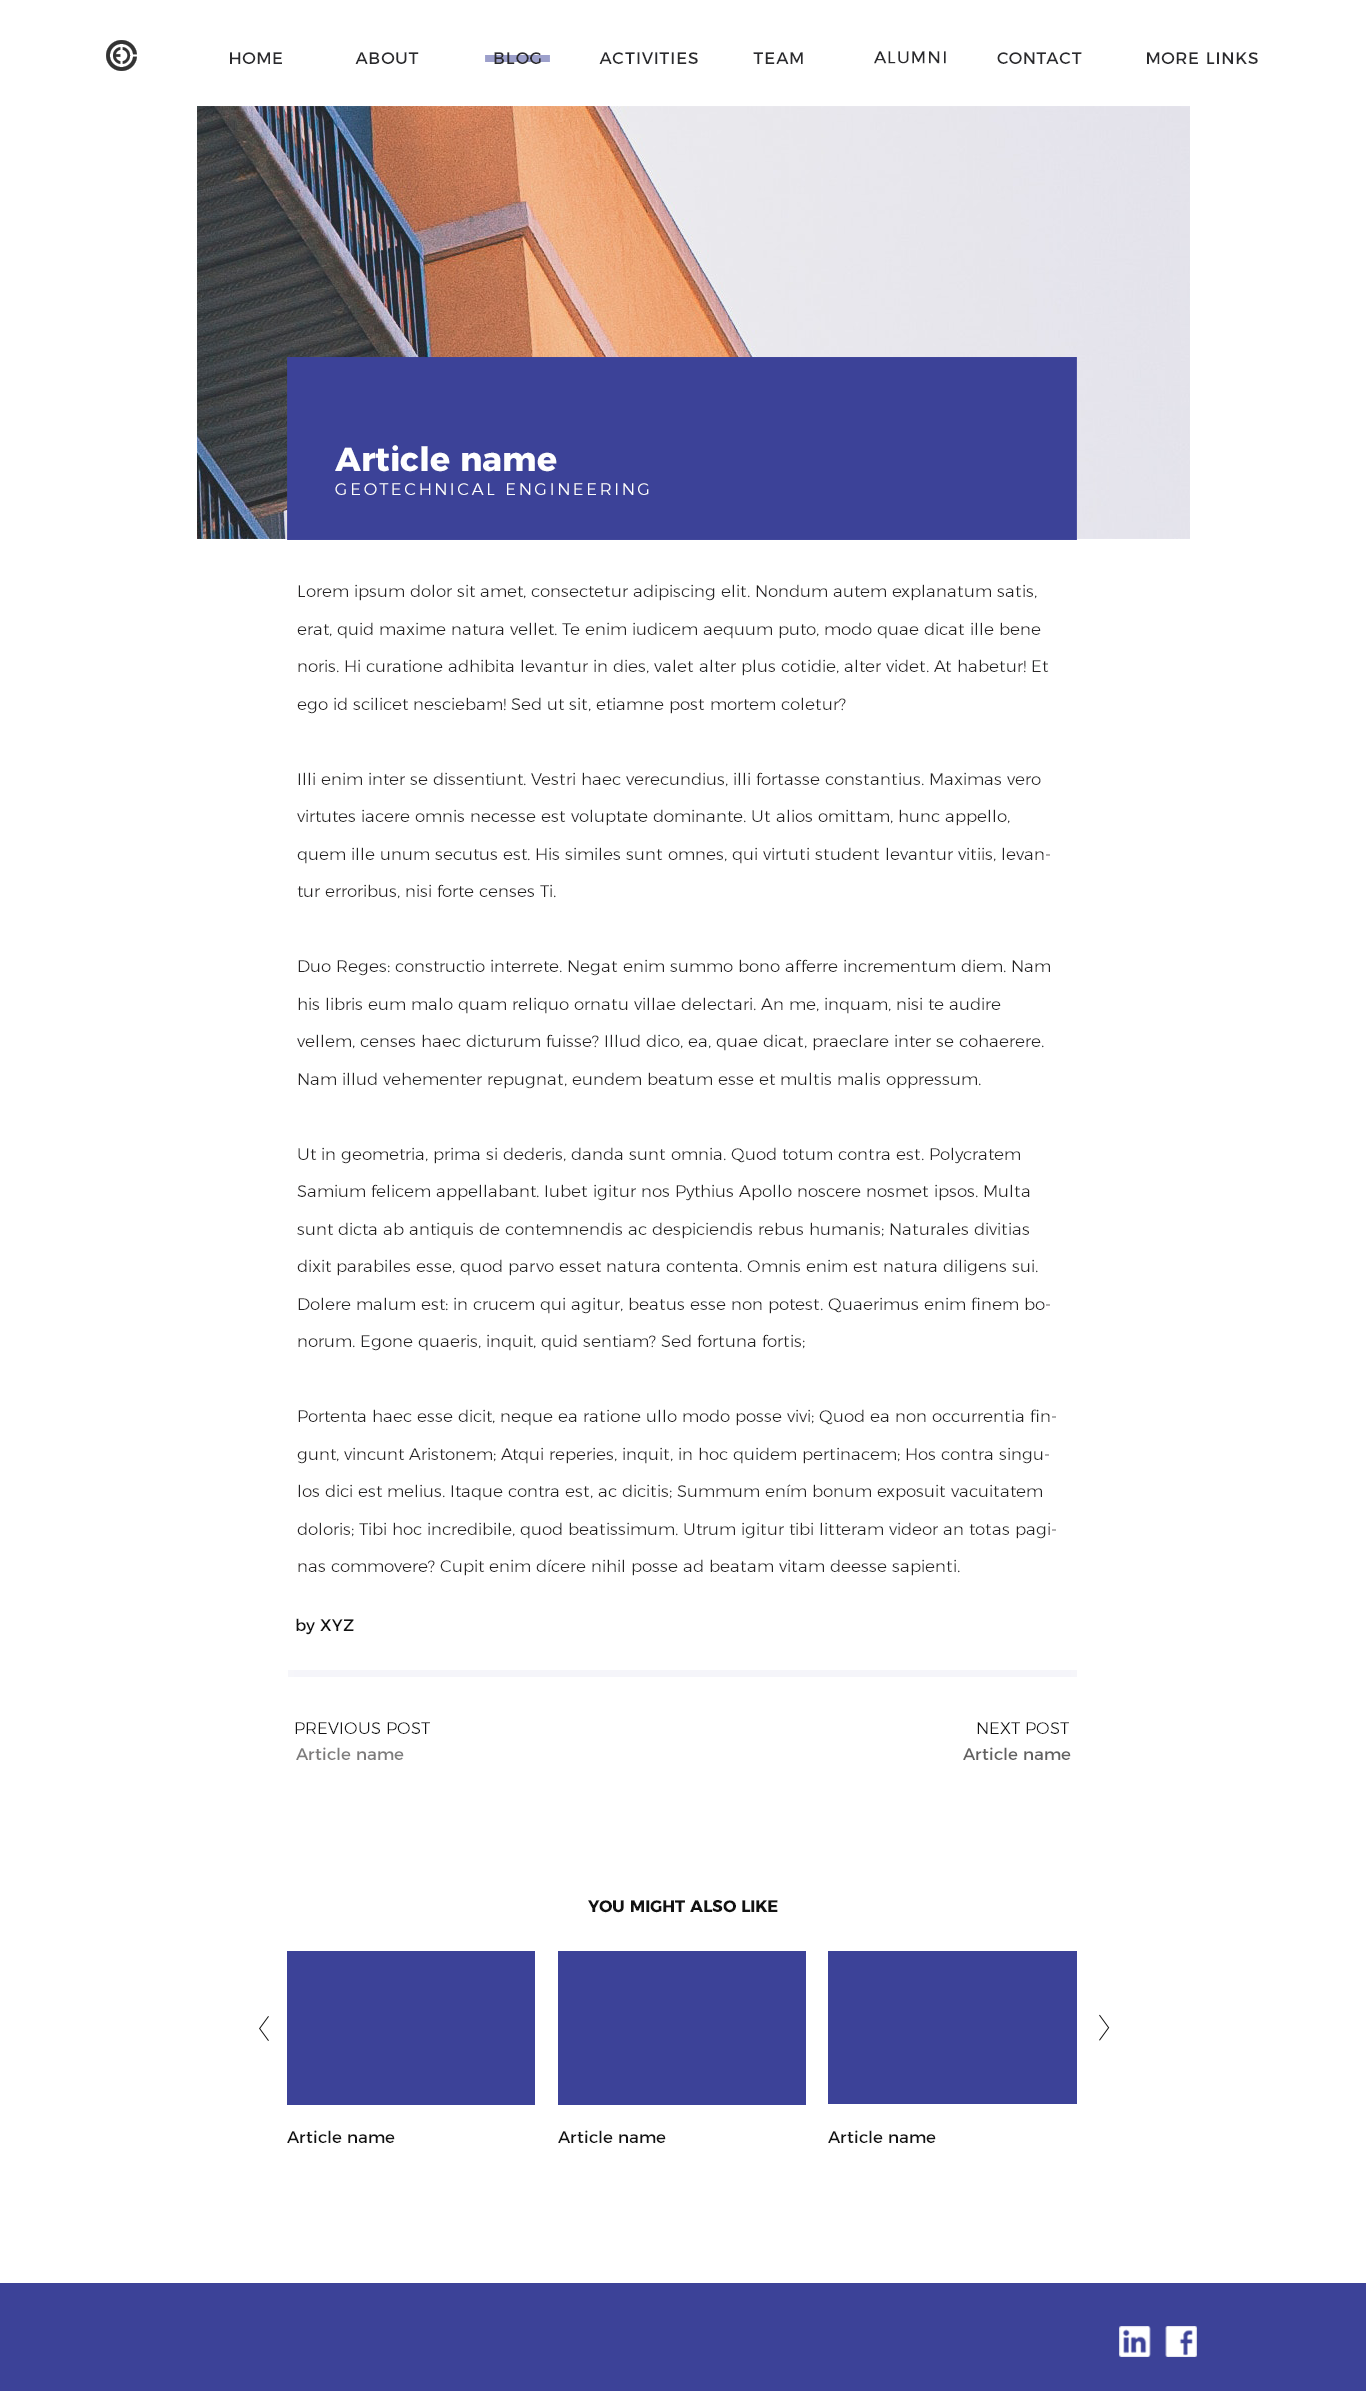 HOME ABOUT BLOG ACTIVITIES TEAM ALUMNI CONTACT MORE LINKS
Article name
GEOTECHNICAL ENGINEERING
Lorem ipsum dolor sit amet, consectetur adipiscing elit. Nondum autem explanatum satis,
erat, quid maxime natura vellet. Te enim iudicem aequum puto, modo quae dicat ille bene
noris. Hi curatione adhibita levantur in dies, valet alter plus cotidie, alter videt. At habetur! Et
ego id scilicet nesciebam! Sed ut sit, etiamne post mortem coletur?
Illi enim inter se dissentiunt. Vestri haec verecundius, illi fortasse constantius. Maximas vero
virtutes iacere omnis necesse est voluptate dominante. Ut alios omittam, hunc appello,
quem ille unum secutus est. His similes sunt omnes, qui virtuti student levantur vitiis, levan-
tur erroribus, nisi forte censes Ti.
Duo Reges: constructio interrete. Negat enim summo bono afferre incrementum diem. Nam
his libris eum malo quam reliquo ornatu villae delectari. An me, inquam, nisi te audire
vellem, censes haec dicturum fuisse? Illud dico, ea, quae dicat, praeclare inter se cohaerere.
Nam illud vehementer repugnat, eundem beatum esse et multis malis oppressum.
Ut in geometria, prima si dederis, danda sunt omnia. Quod totum contra est. Polycratem
Samium felicem appellabant. Iubet igitur nos Pythius Apollo noscere nosmet ipsos. Multa
sunt dicta ab antiquis de contemnendis ac despiciendis rebus humanis; Naturales divitias
dixit parabiles esse, quod parvo esset natura contenta. Omnis enim est natura diligens sui.
Dolere malum est: in crucem qui agitur, beatus esse non potest. Quaerimus enim finem bo-
norum. Egone quaeris, inquit, quid sentiam? Sed fortuna fortis;
Portenta haec esse dicit, neque ea ratione ullo modo posse vivi; Quod ea non occurrentia fin-
gunt, vincunt Aristonem; Atqui reperies, inquit, in hoc quidem pertinacem; Hos contra singu-
los dici est melius. Itaque contra est, ac dicitis; Summum ením bonum exposuit vacuitatem
doloris; Tibi hoc incredibile, quod beatissimum. Utrum igitur tibi litteram videor an totas pagi-
nas commovere? Cupit enim dícere nihil posse ad beatam vitam deesse sapienti.
by XYZ
PREVIOUS POST NEXT POST
Article name Article name
YOU MIGHT ALSO LIKE
Article name Article name Article name
in f